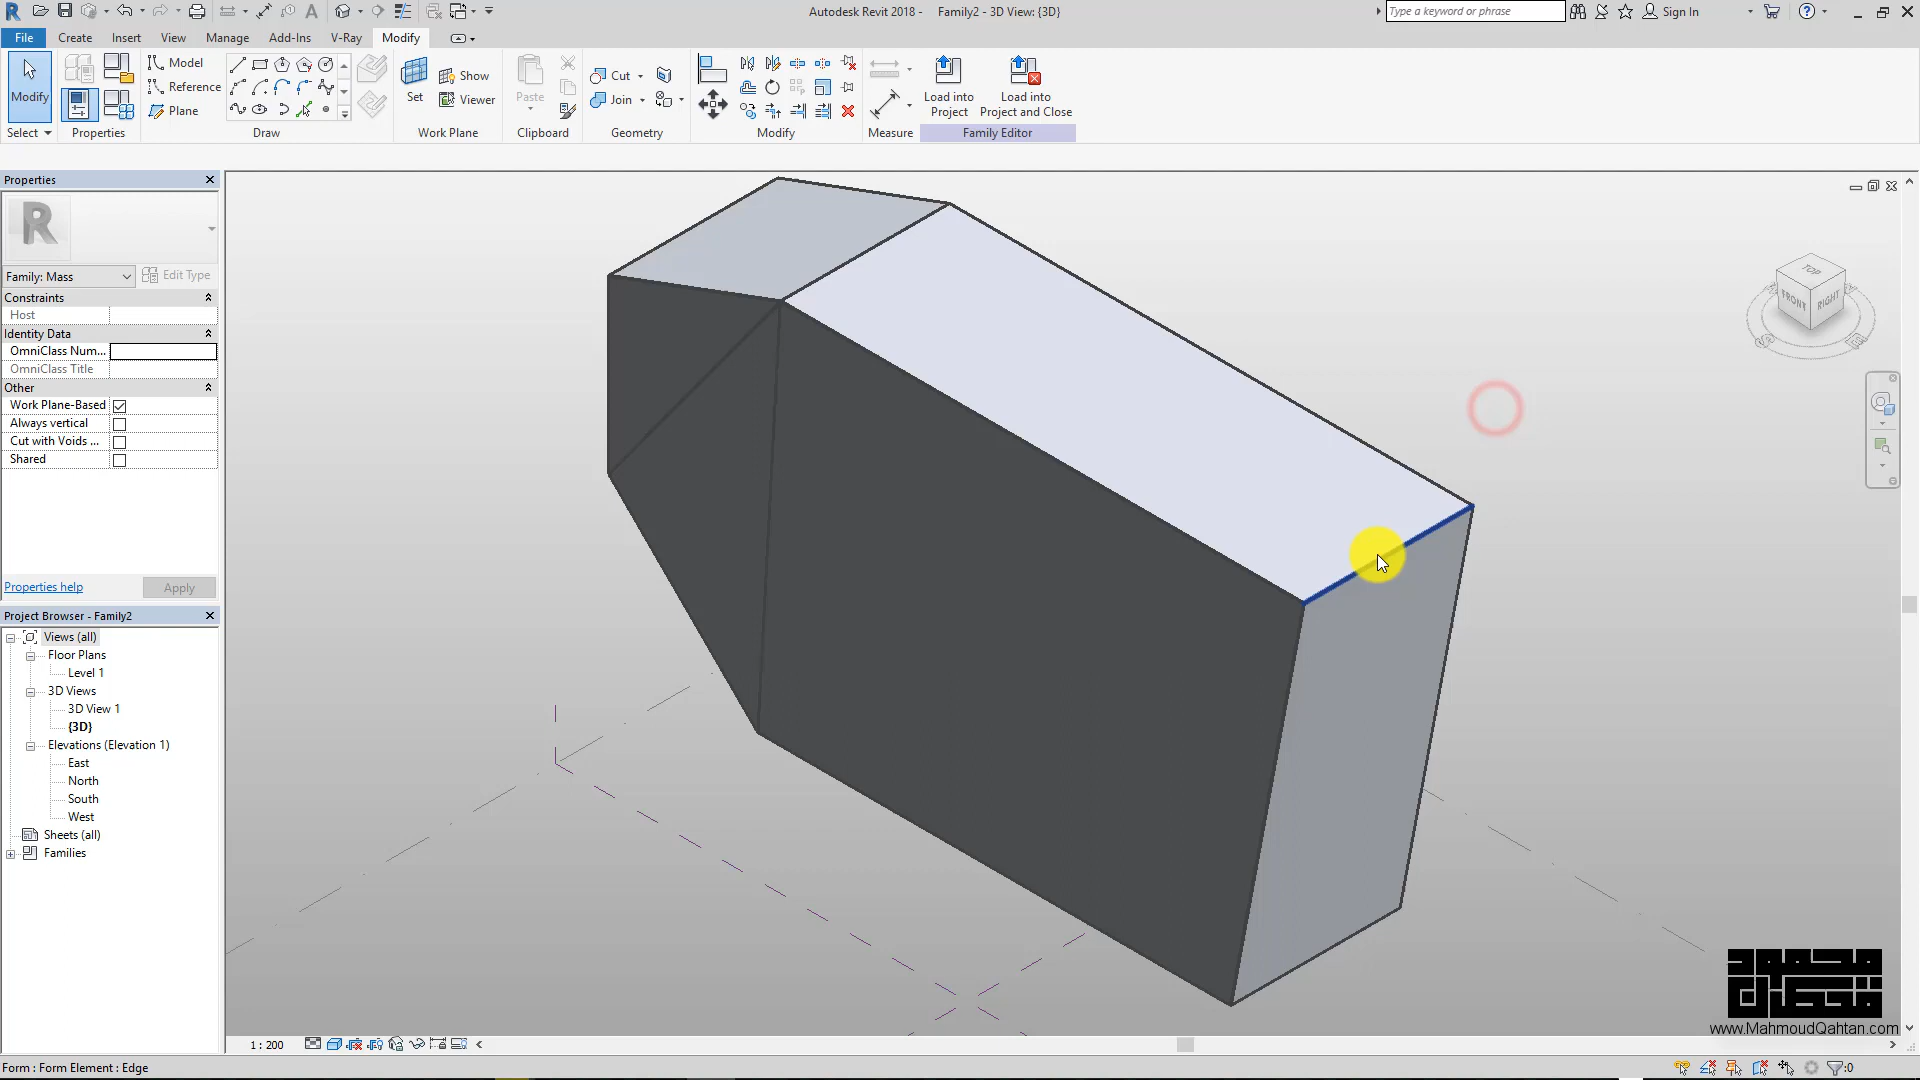 Autodesk Revit 2018 - Family2 - 3D View: {3D}
Type a keyword or phrase
Sign In
File Create Insert View Manage Add-Ins V-Ray Modify
Modify
Model
Reference
Plane
Set
Show
Viewer
Paste
Cut
Join
Load into
Project
Load into
Project and Close
Select Properties Draw Work Plane Clipboard Geometry Modify Measure Family Editor
Properties
R
Family: Mass
Edit Type
Constraints
Host
Identity Data
OmniClass Num...
OmniClass Title
Other
Work Plane-Based
Always vertical
Cut with Voids ...
Shared
Properties help
Apply
Project Browser - Family2
Views (all)
Floor Plans
Level 1
3D Views
3D View 1
{3D}
Elevations (Elevation 1)
East
North
South
West
Sheets (all)
Families
TOP
FRONT
RIGHT
S
E
محمود
قحطان
www.MahmoudQahtan.com
1 : 200
Form : Form Element : Edge
:0